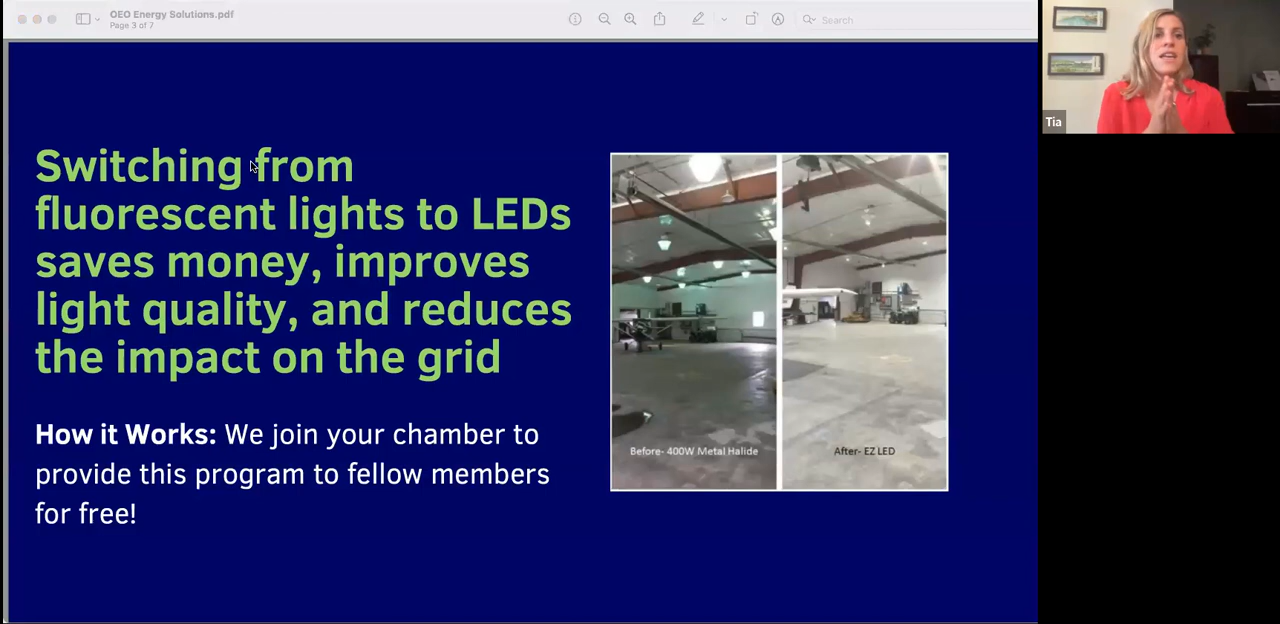 OEO Energy Solutions.pdf
Page 3 of 7
Search
Tia
Switching from
fluorescent lights to LEDs
saves money, improves
light quality, and reduces
the impact on the grid
How it Works: We join your chamber to
provide this program to fellow members
for free!
Before- 400W Metal Halide
After- EZ LED